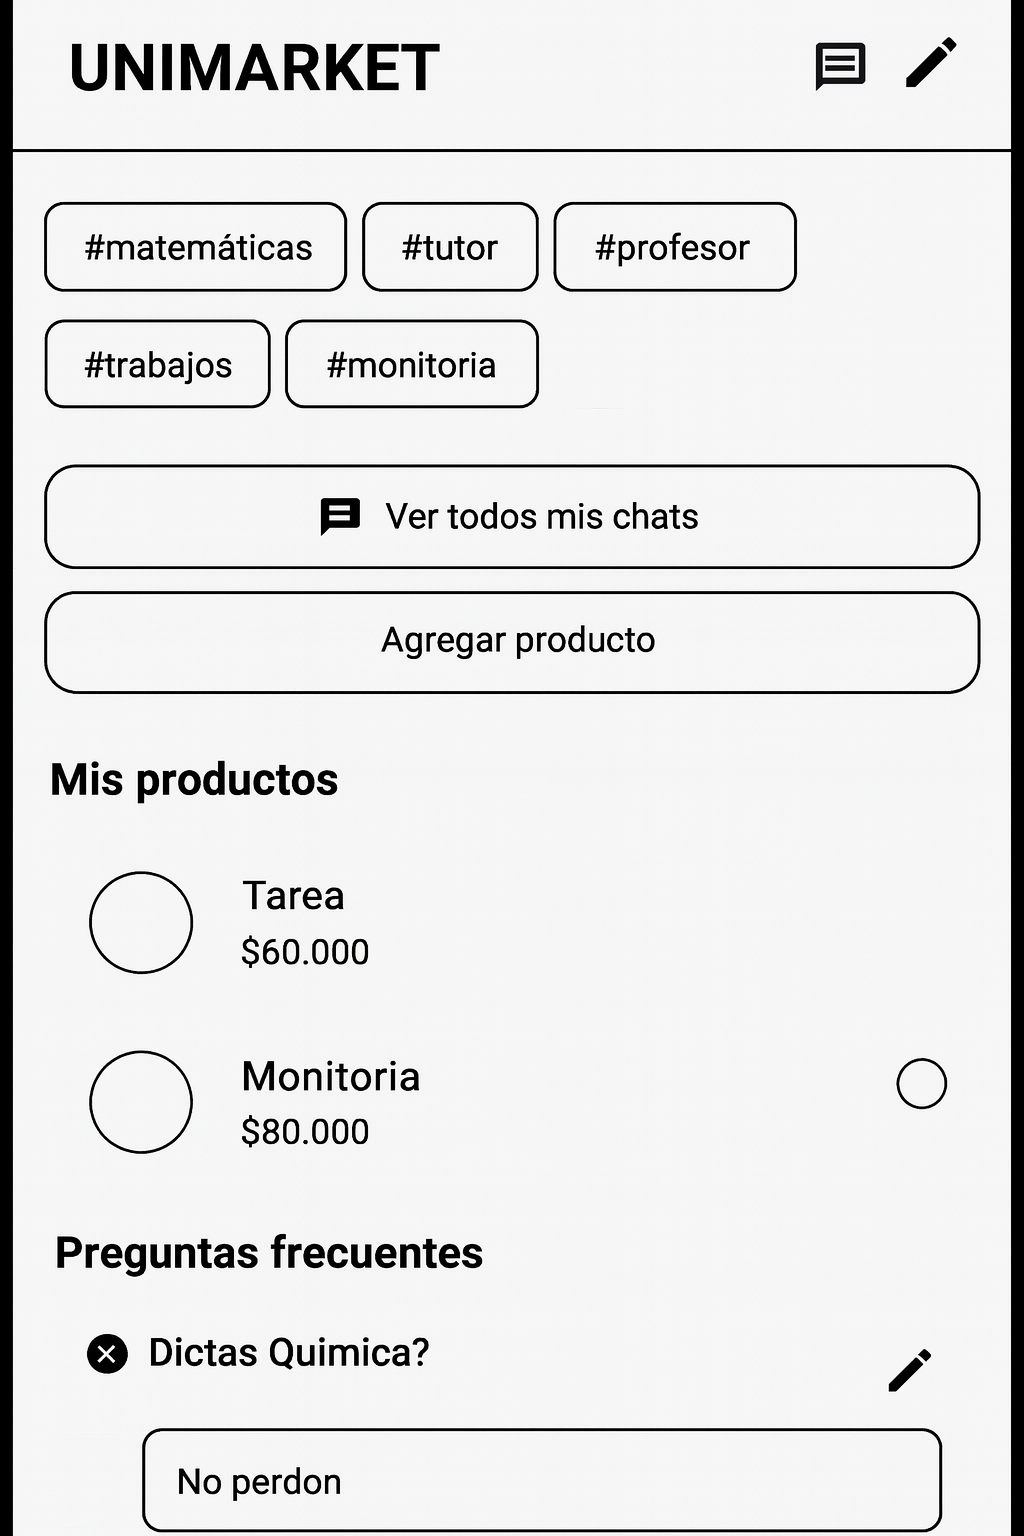 UNIMARKET
#matemáticas #tutor #profesor
#trabajos #monitoria
Ver todos mis chats
Agregar producto
Mis productos
Tarea
$60.000
Monitoria
$80.000
Preguntas frecuentes
Dictas Quimica?
No perdon